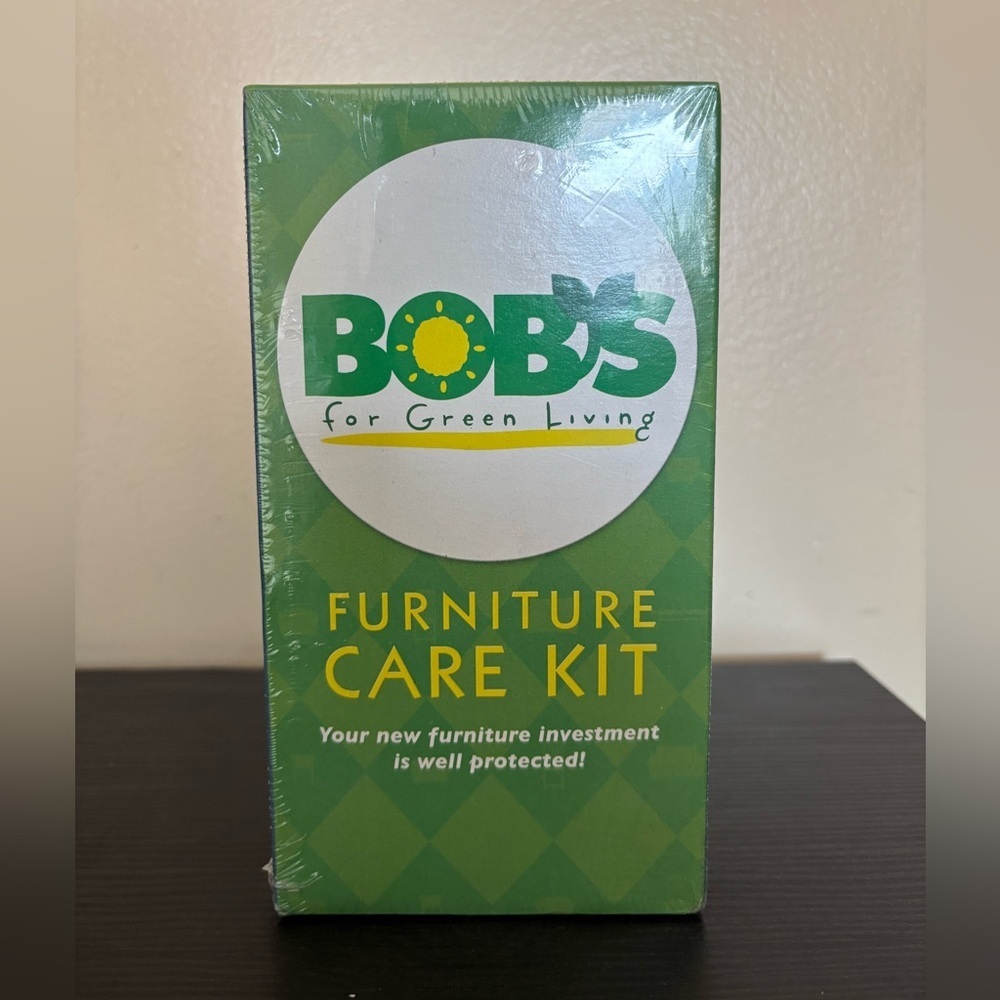 BOB'S
for Green Living
FURNITURE
CARE KIT
Your new furniture investment
is well protected!